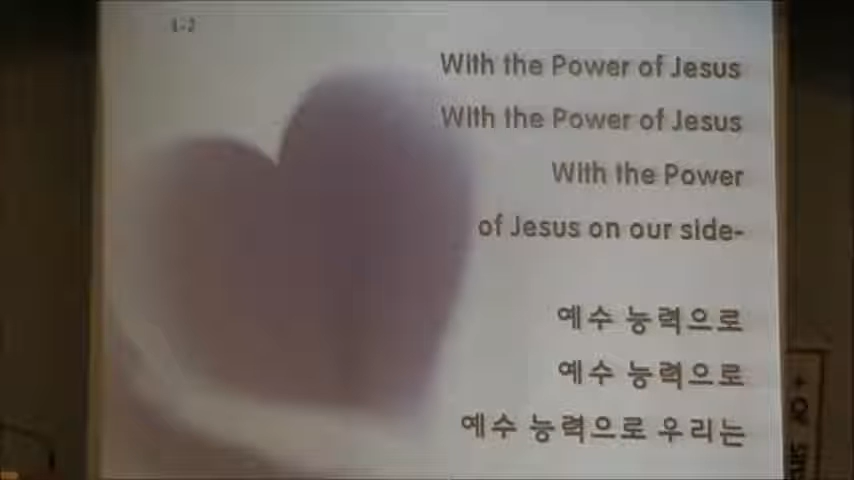 1-2
With the Power of Jesus
With the Power of Jesus
With the Power
of Jesus on our side-
예수 능력으로
예수 능력으로
예수 능력으로 우리는